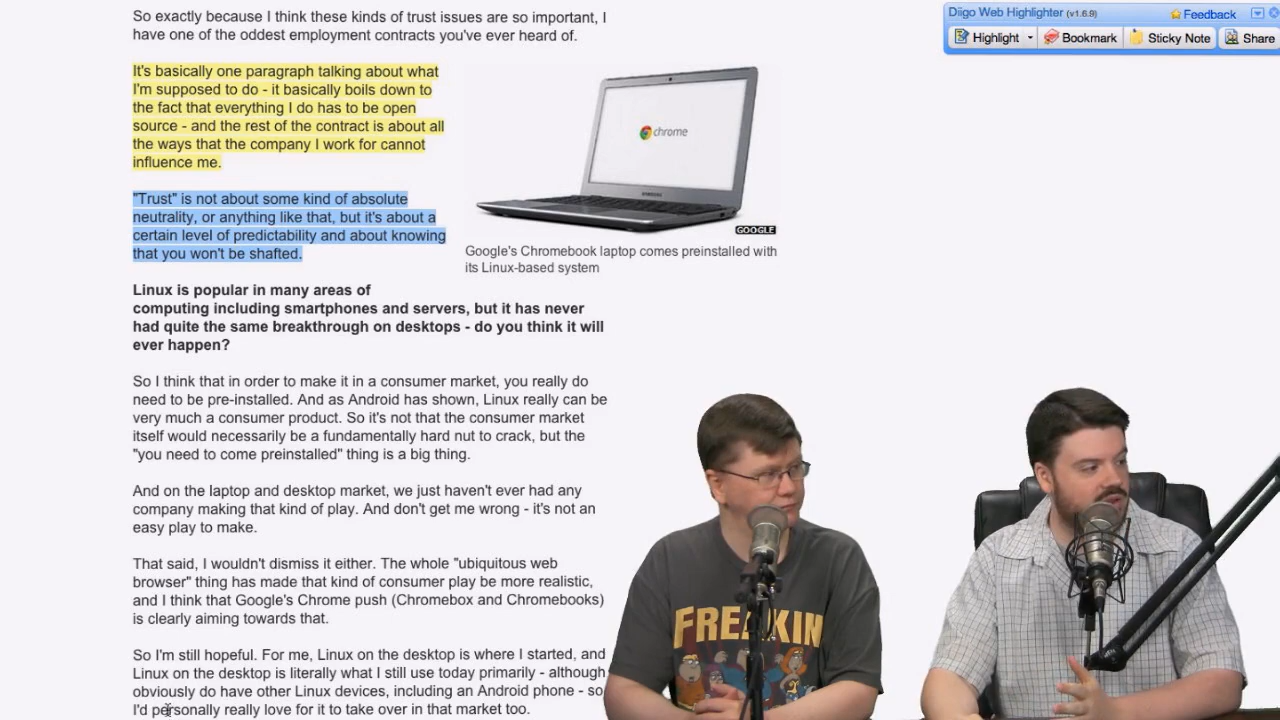 So exactly because I think these kinds of trust issues are so important, I
have one of the oddest employment contracts you've ever heard of.
It's basically one paragraph talking about what
I'm supposed to do - it basically boils down to
the fact that everything I do has to be open
source - and the rest of the contract is about all
the ways that the company I work for cannot
influence me.
"Trust" is not about some kind of absolute
neutrality, or anything like that, but it's about a
certain level of predictability and about knowing
that you won't be shafted.
chrome
SAMSUNG
GOOGLE
Google's Chromebook laptop comes preinstalled with
its Linux-based system
Linux is popular in many areas of
computing including smartphones and servers, but it has never
had quite the same breakthrough on desktops - do you think it will
ever happen?
So I think that in order to make it in a consumer market, you really do
need to be pre-installed. And as Android has shown, Linux really can be
very much a consumer product. So it's not that the consumer market
itself would necessarily be a fundamentally hard nut to crack, but the
"you need to come preinstalled" thing is a big thing.
And on the laptop and desktop market, we just haven't ever had any
company making that kind of play. And don't get me wrong - it's not an
easy play to make.
That said, I wouldn't dismiss it either. The whole "ubiquitous web
browser" thing has made that kind of consumer play be more realistic,
and I think that Google's Chrome push (Chromebox and Chromebooks)
is clearly aiming towards that.
So I'm still hopeful. For me, Linux on the desktop is where I started, and
Linux on the desktop is literally what I still use today primarily - although
obviously do have other Linux devices, including an Android phone - so
I'd personally really love for it to take over in that market too.
Diigo Web Highlighter (v1.6.9)
Feedback
Highlight
Bookmark
Sticky Note
Share
FREAKIN